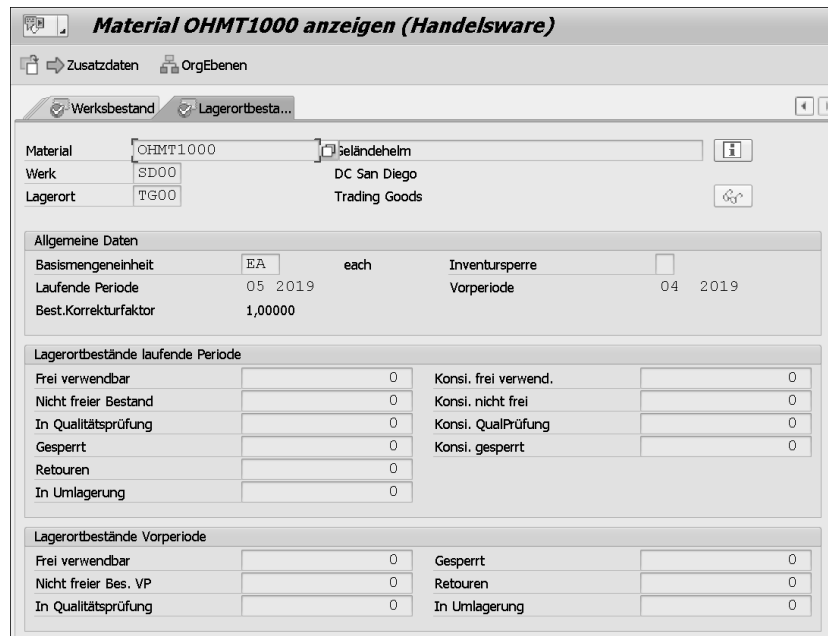 Material OHMT1000 anzeigen (Handelsware)
Zusatzdaten OrgEbenen
Werksbestand Lagerortbesta...
Material OHMT1000 Geländehelm
Werk SD00 DC San Diego
Lagerort TG00 Trading Goods
Allgemeine Daten
Basismengeneinheit EA each Inventursperre
Laufende Periode 05 2019 Vorperiode 04 2019
Best.Korrekturfaktor 1,00000
Lagerortbestände laufende Periode
Frei verwendbar 0 Konsi. frei verwend. 0
Nicht freier Bestand 0 Konsi. nicht frei 0
In Qualitätsprüfung 0 Konsi. QualPrüfung 0
Gesperrt 0 Konsi. gesperrt 0
Retouren 0
In Umlagerung 0
Lagerortbestände Vorperiode
Frei verwendbar 0 Gesperrt 0
Nicht freier Bes. VP 0 Retouren 0
In Qualitätsprüfung 0 In Umlagerung 0